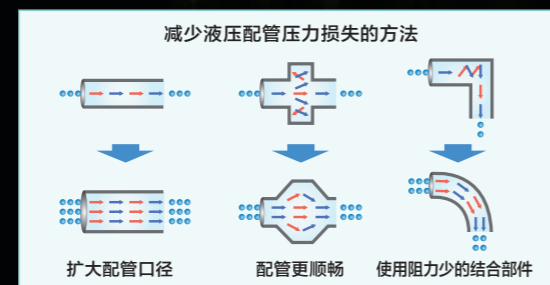 减少液压配管压力损失的方法
扩大配管口径
配管更顺畅
使用阻力少的结合部件